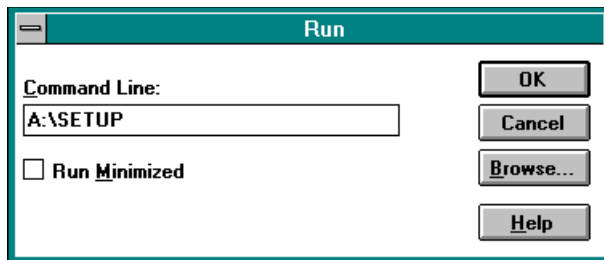 Run
Command Line:
A:\SETUP
Run Minimized
OK
Cancel
Browse...
Help